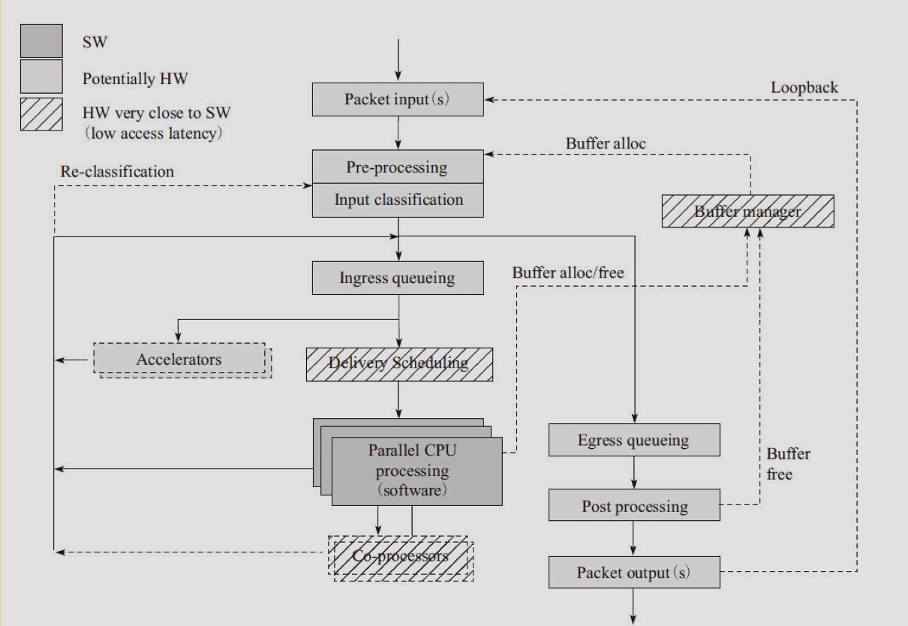 SW
Potentially HW
HW very close to SW
(low access latency)
Packet input(s)
Loopback
Buffer alloc
Pre-processing
Re-classification
Input classification
Buffer manager
Ingress queueing
Buffer alloc/free
Accelerators
Delivery Scheduling
Parallel CPU
processing
(software)
Egress queueing
Buffer
free
Post processing
Co-processors
Packet output(s)